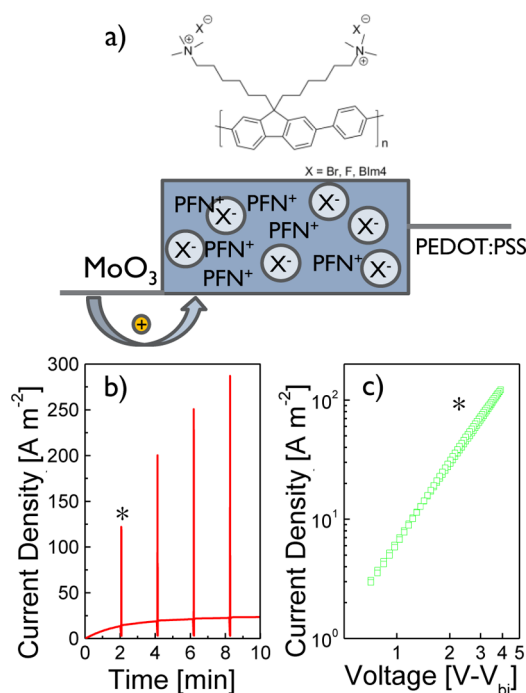 a)
X⊖ X⊖
N⊕ N⊕
n
X = Br, F, BIm4
PFN⁺ X⁻ PFN⁺ X⁻
PFN⁺ X⁻
X⁻ PFN⁺ X⁻ PFN⁺ X⁻
PFN⁺
MoO₃
PEDOT:PSS
+
b)
Current Density [A m⁻²]
300
250
200
150
100
50
0
*
0 2 4 6 8 10
Time [min]
c)
Current Density [A m⁻²]
10²
10¹
10⁰
*
1 2 3 4 5
Voltage [V-V_bi]